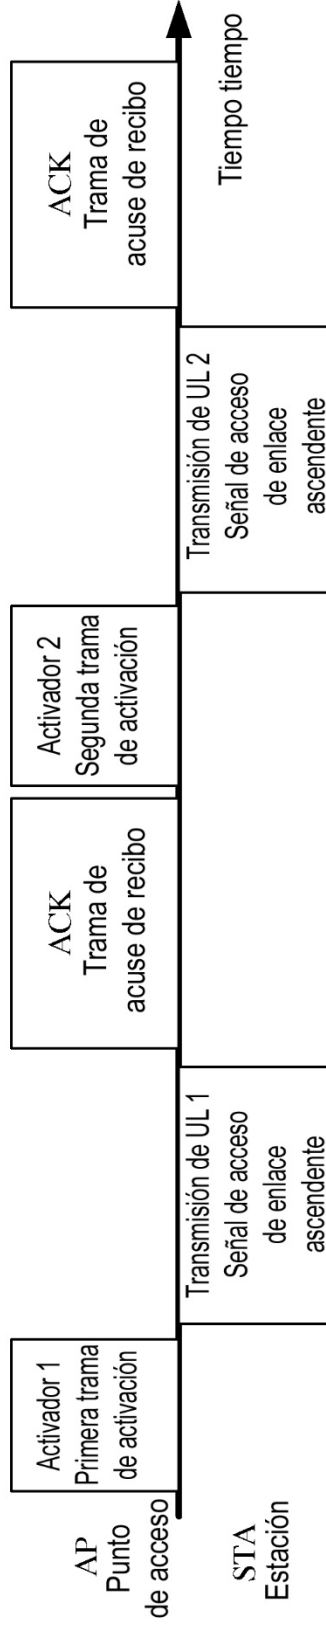 AP
Punto
de acceso
STA
Estación
Activador 1
Primera trama
de activación
Transmisión de UL 1
Señal de acceso
de enlace
ascendente
ACK
Trama de
acuse de recibo
Activador 2
Segunda trama
de activación
Transmisión de UL 2
Señal de acceso
de enlace
ascendente
ACK
Trama de
acuse de recibo
Tiempo tiempo